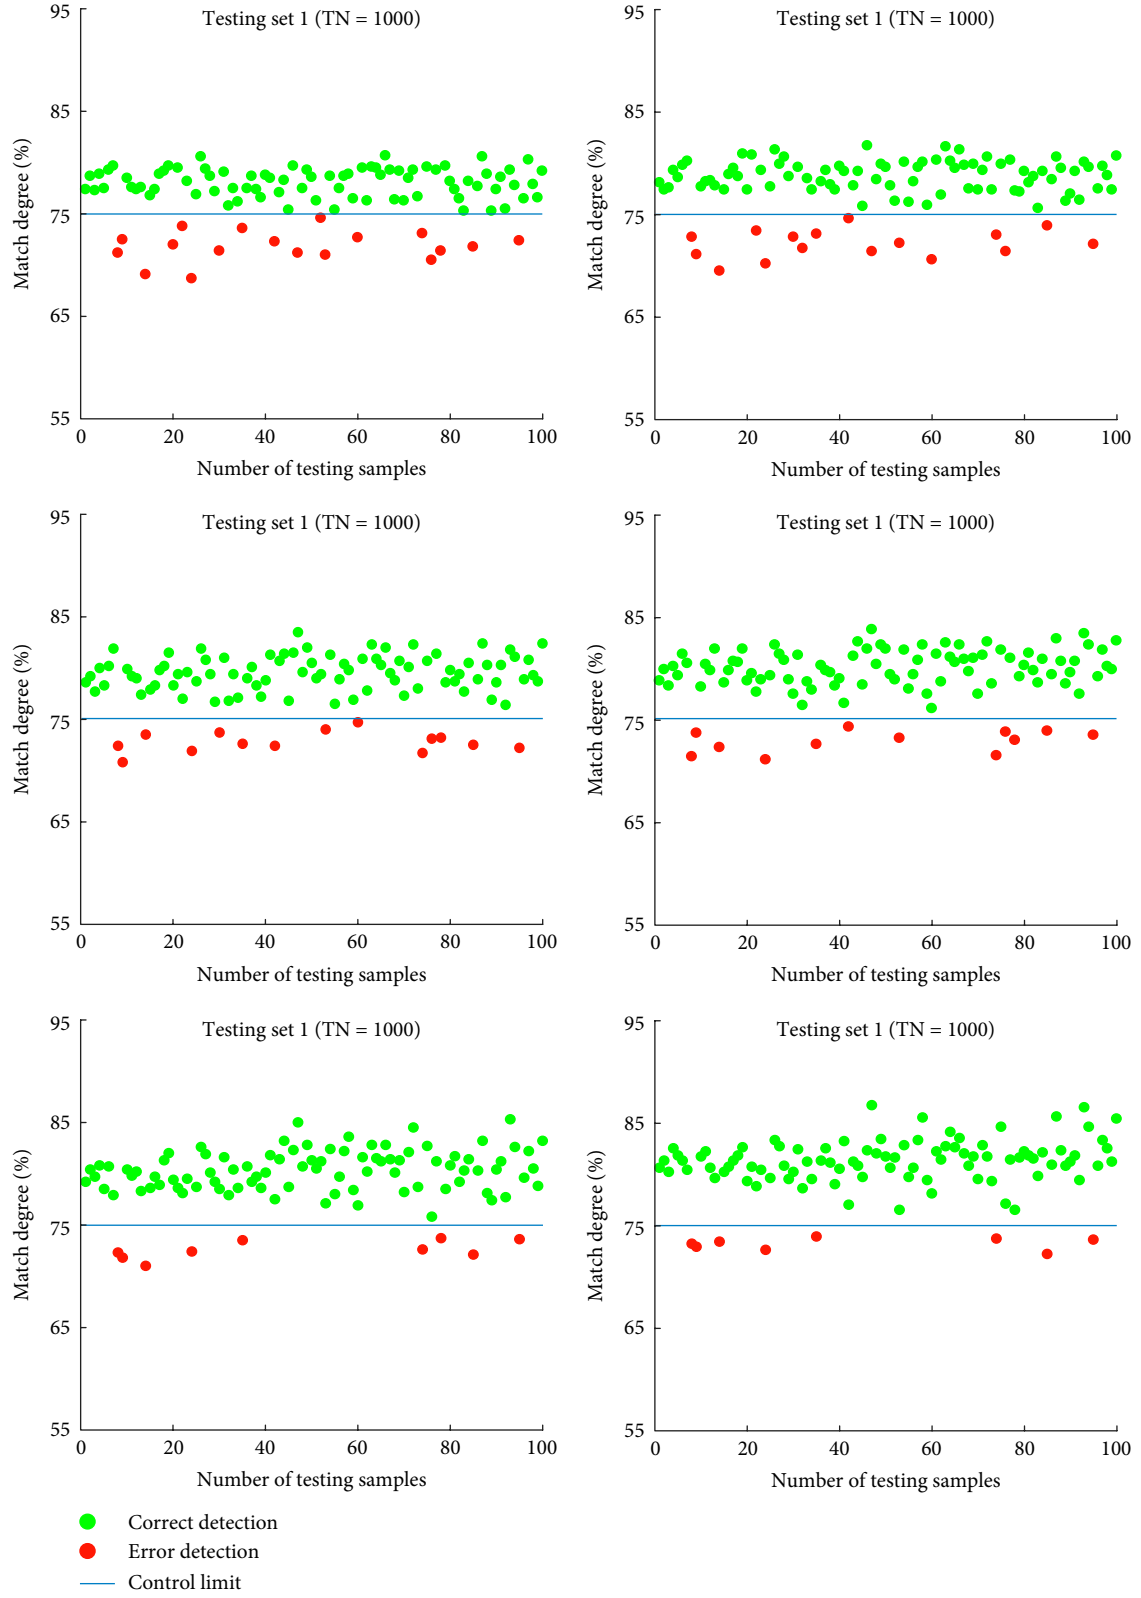 Testing set 1 (TN = 1000)
95
85
75
65
55
Match degree (%)
0 20 40 60 80 100
Number of testing samples
Testing set 1 (TN = 1000)
95
85
75
65
55
Match degree (%)
0 20 40 60 80 100
Number of testing samples
Testing set 1 (TN = 1000)
95
85
75
65
55
Match degree (%)
0 20 40 60 80 100
Number of testing samples
Testing set 1 (TN = 1000)
95
85
75
65
55
Match degree (%)
0 20 40 60 80 100
Number of testing samples
Testing set 1 (TN = 1000)
95
85
75
65
55
Match degree (%)
0 20 40 60 80 100
Number of testing samples
Testing set 1 (TN = 1000)
95
85
75
65
55
Match degree (%)
0 20 40 60 80 100
Number of testing samples
Correct detection
Error detection
Control limit